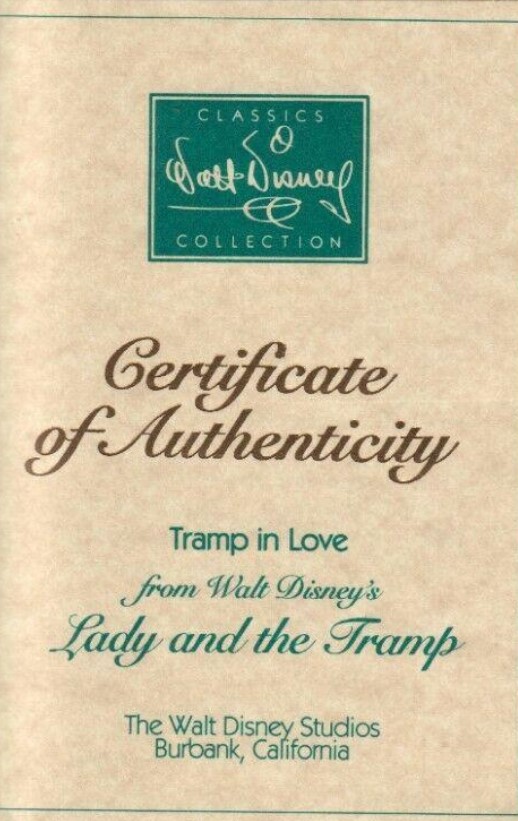 CLASSICS
Walt Disney
COLLECTION
Certificate
of Authenticity
Tramp in Love
from Walt Disney's
Lady and the Tramp
The Walt Disney Studios
Burbank, California